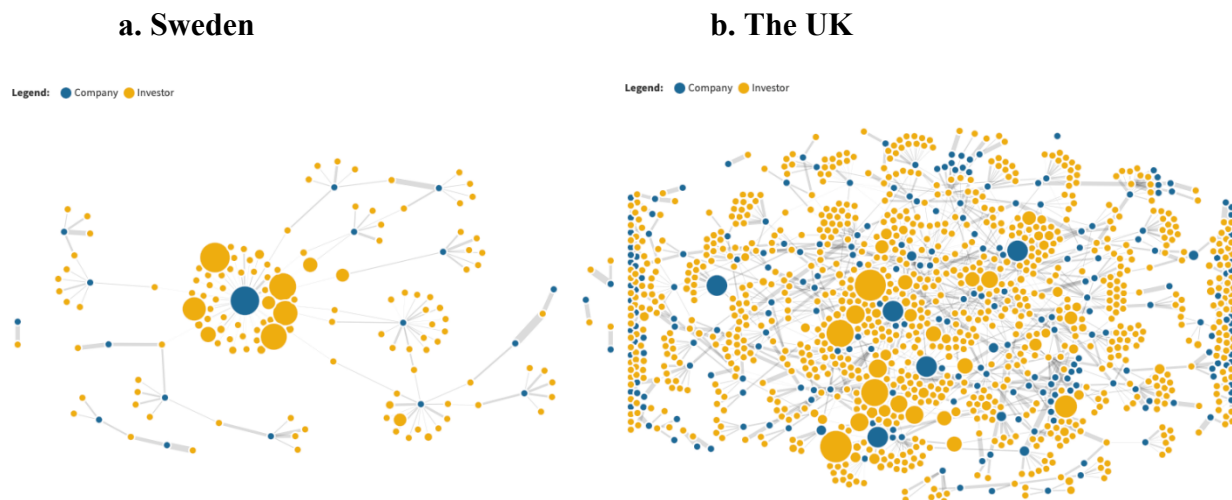 a. Sweden
b. The UK
Legend: Company Investor
Legend: Company Investor